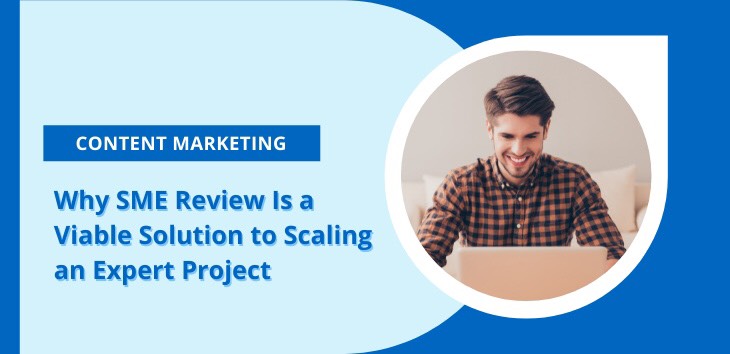 CONTENT MARKETING
Why SME Review Is a
Viable Solution to Scaling
an Expert Project